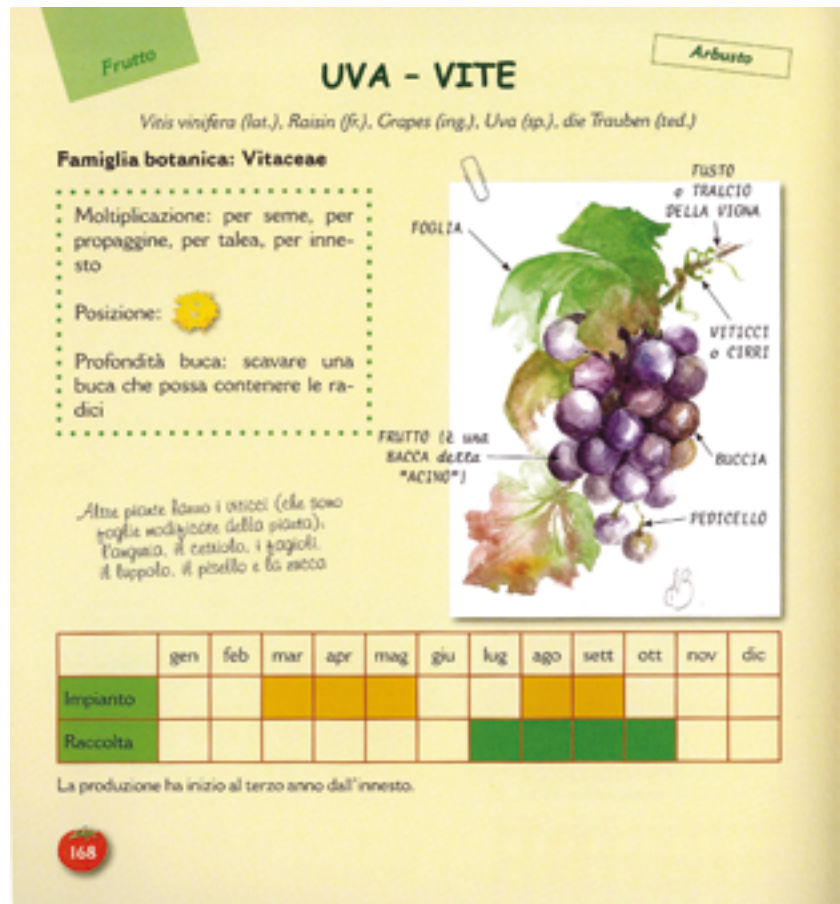 Frutto
Arbusto
UVA – VITE
Vitis vinifera (lat.), Raisin (fr.), Grapes (ing.), Uva (sp.), die Trauben (ted.)
Famiglia botanica: Vitaceae
Moltiplicazione: per seme, per
propaggine, per talea, per inne-
sto
Posizione:
Profondità buca: scavare una
buca che possa contenere le ra-
dici
FOGLIA
FUSTO
o TRALCIO
DELLA VIGNA
VITICCI
o CIRRI
FRUTTO (è una
BACCA detta
"ACINO")
BUCCIA
PEDICELLO
Altre piante hanno i viticci (che sono
foglie modificate della pianta),
l'anguria, il cetriolo, i fagioli,
il luppolo, il pisello e la zucca
gen feb mar apr mag giu lug ago sett ott nov dic
Impianto
Raccolta
La produzione ha inizio al terzo anno dall'innesto.
168